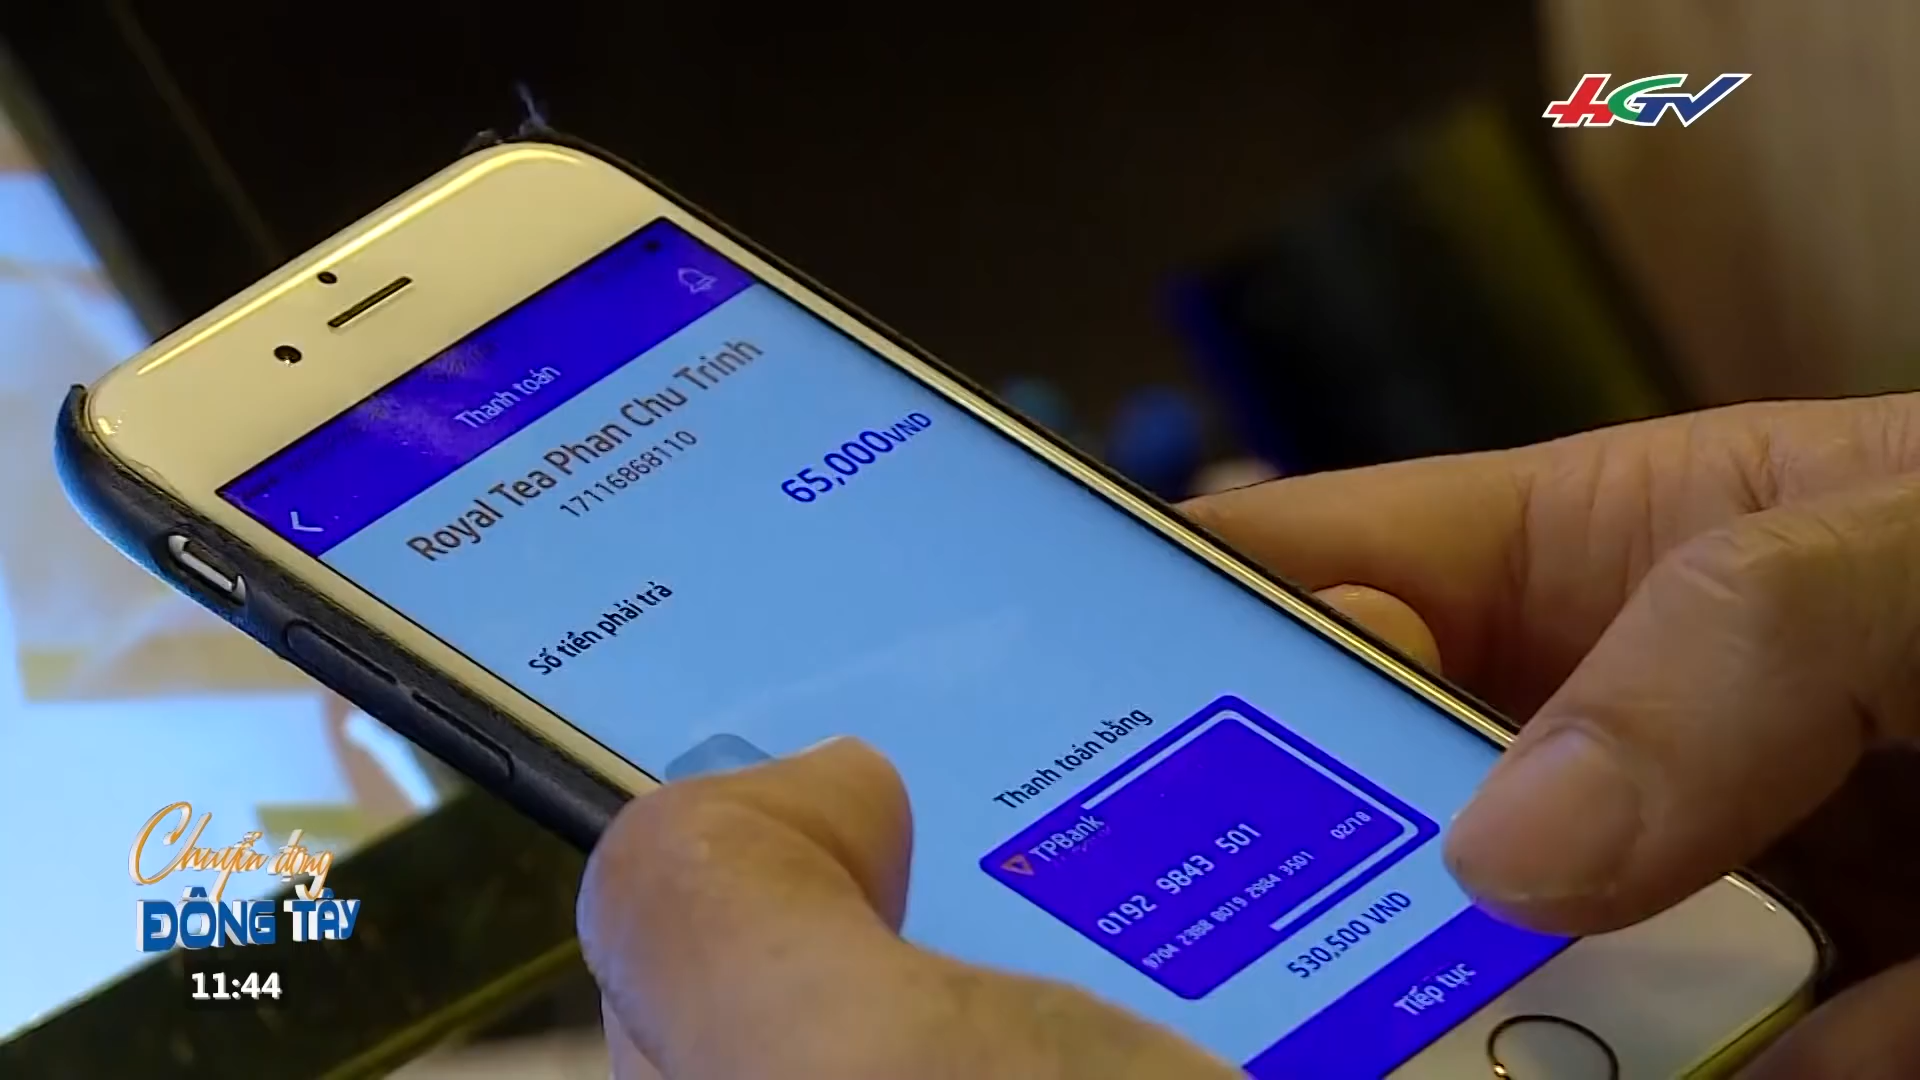 HGV
Thanh toán
Royal Tea Phan Chu Trinh
17116868110
65,000VND
Số tiền phải trả
Thanh toán bằng
TPBank
0192 9843 501
9704 2388 8019 2984 3501
02/18
530,500 VND
Tiếp tục
Chuyển động
ĐÔNG TÂY
11:44